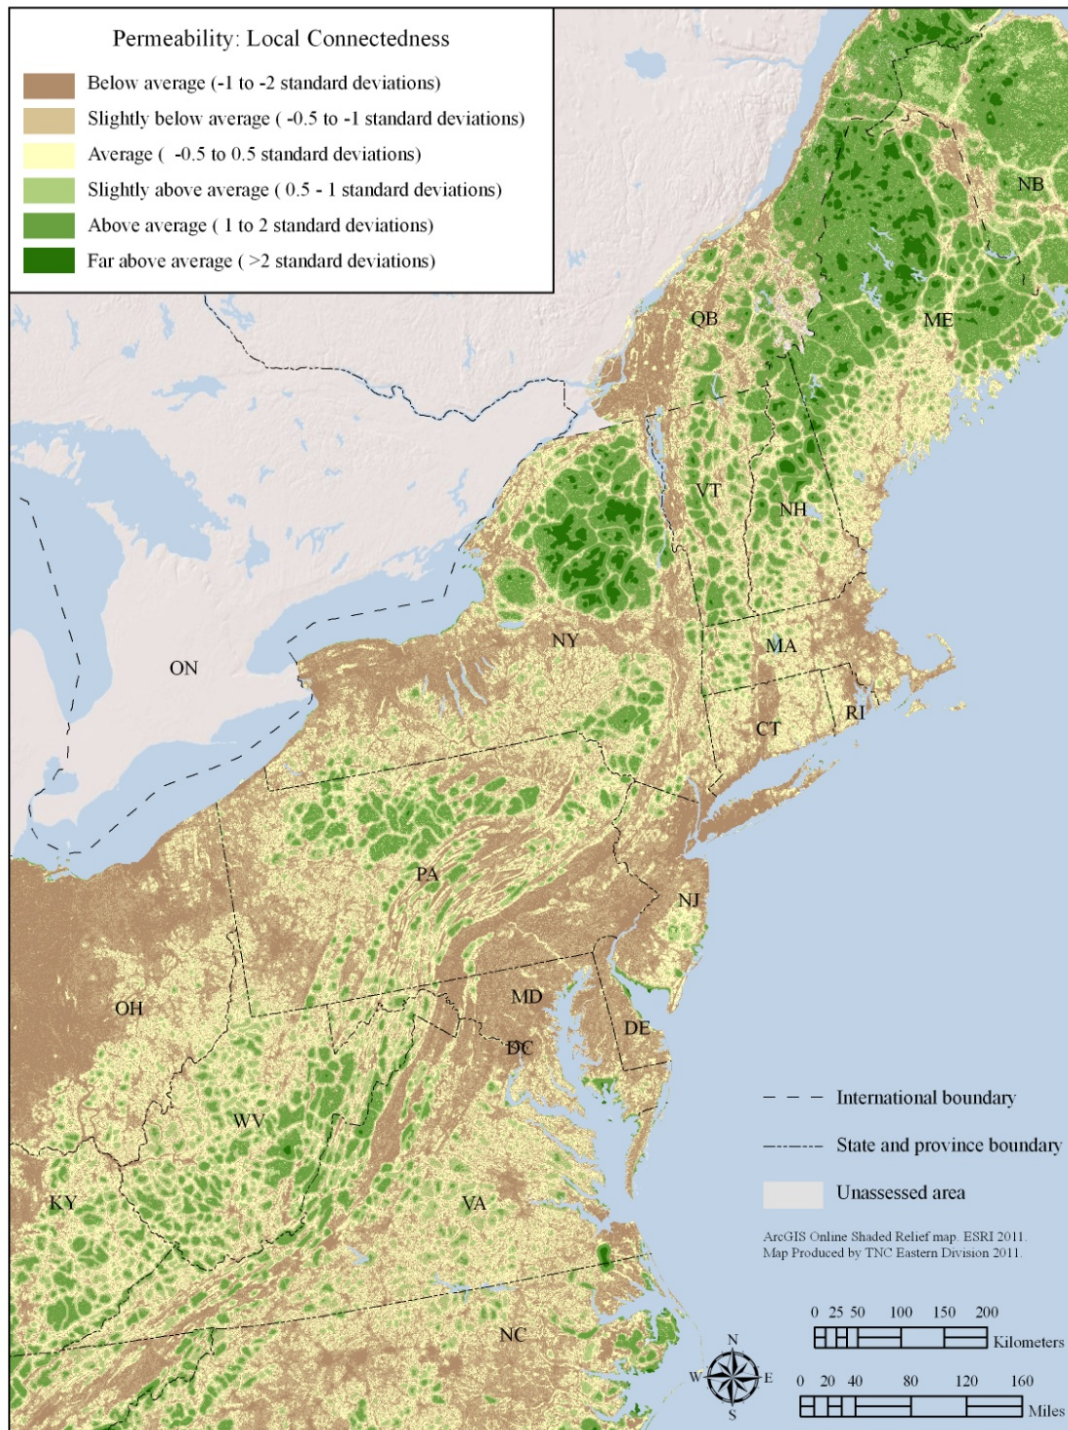 Permeability: Local Connectedness
Below average (-1 to -2 standard deviations)
Slightly below average ( -0.5 to -1 standard deviations)
Average ( -0.5 to 0.5 standard deviations)
Slightly above average ( 0.5 - 1 standard deviations)
Above average ( 1 to 2 standard deviations)
Far above average ( >2 standard deviations)
NB
QB
ME
VT
NH
NY
MA
ON
CT
RI
PA
NJ
OH
MD
DE
DC
WV
KY
VA
NC
International boundary
State and province boundary
Unassessed area
ArcGIS Online Shaded Relief map. ESRI 2011.
Map Produced by TNC Eastern Division 2011.
0 25 50 100 150 200
Kilometers
N
W E
S
0 20 40 80 120 160
Miles